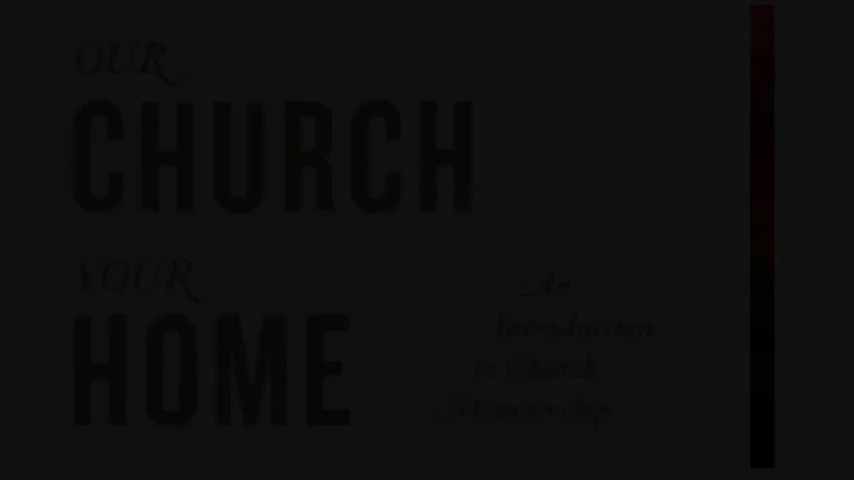 OUR
CHURCH
YOUR
HOME
An
Introduction
to Church
Membership